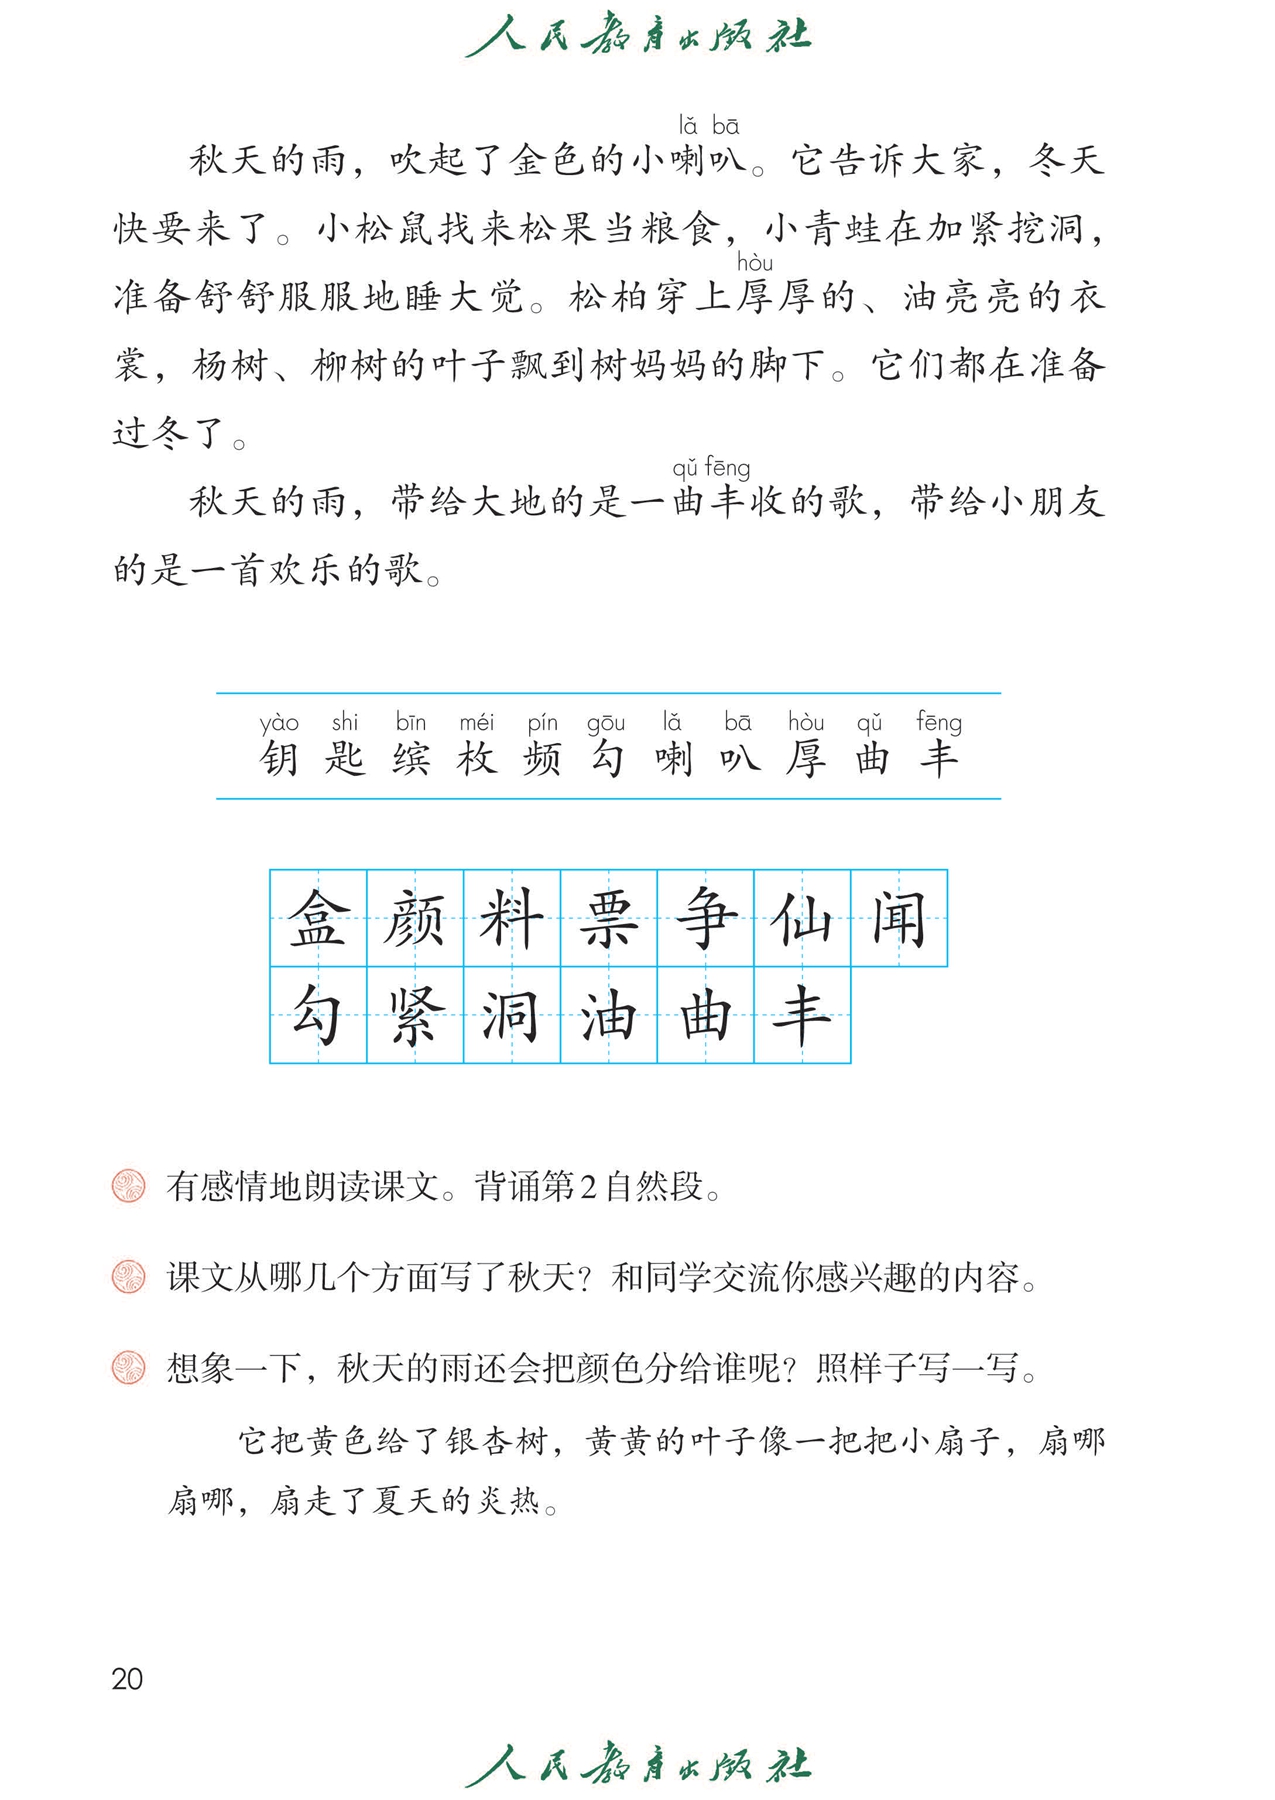 人民教育出版社
lǎ bā
秋天的雨，吹起了金色的小喇叭。它告诉大家，冬天
快要来了。小松鼠找来松果当粮食，小青蛙在加紧挖洞，
hòu
准备舒舒服服地睡大觉。松柏穿上厚厚的、油亮亮的衣
裳，杨树、柳树的叶子飘到树妈妈的脚下。它们都在准备
过冬了。
qǔ fēng
秋天的雨，带给大地的是一曲丰收的歌，带给小朋友
的是一首欢乐的歌。
yào shi bīn méi pín gōu lǎ bā hòu qǔ fēng
钥 匙 缤 枚 频 勾 喇 叭 厚 曲 丰
盒 颜 料 票 争 仙 闻
勾 紧 洞 油 曲 丰
有感情地朗读课文。背诵第2自然段。
课文从哪几个方面写了秋天？和同学交流你感兴趣的内容。
想象一下，秋天的雨还会把颜色分给谁呢？照样子写一写。
它把黄色给了银杏树，黄黄的叶子像一把把小扇子，扇哪
扇哪，扇走了夏天的炎热。
20
人民教育出版社